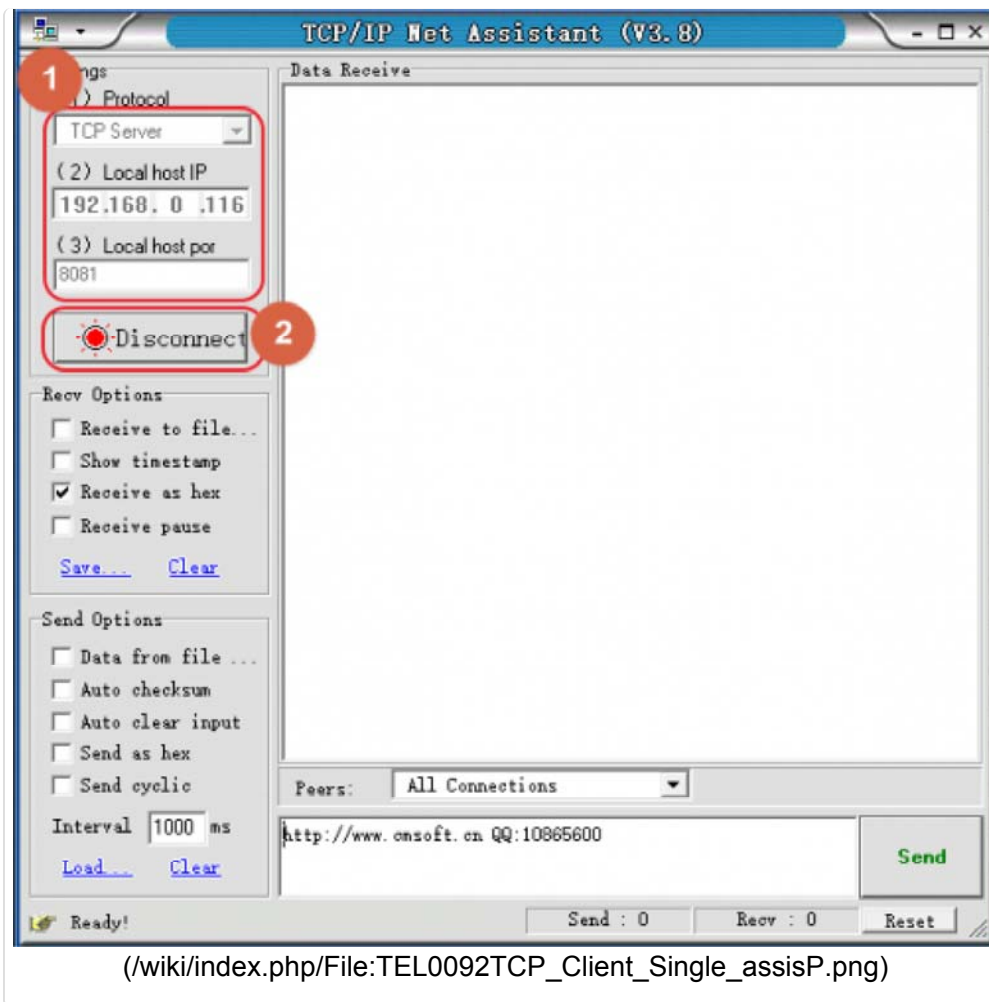 TCP/IP Net Assistant (V3.8)
1
ngs
) Protocol
TCP Server
(2) Local host IP
192.168. 0 .116
(3) Local host por
8081
Disconnect
2
Recv Options
Receive to file...
Show timestamp
Receive as hex
Receive pause
Save... Clear
Send Options
Data from file ...
Auto checksum
Auto clear input
Send as hex
Send cyclic
Interval 1000 ms
Load... Clear
Data Receive
Peers: All Connections
http://www.cmsoft.cn QQ:10865600
Send
Ready!
Send : 0
Recv : 0
Reset
(/wiki/index.php/File:TEL0092TCP_Client_Single_assisP.png)